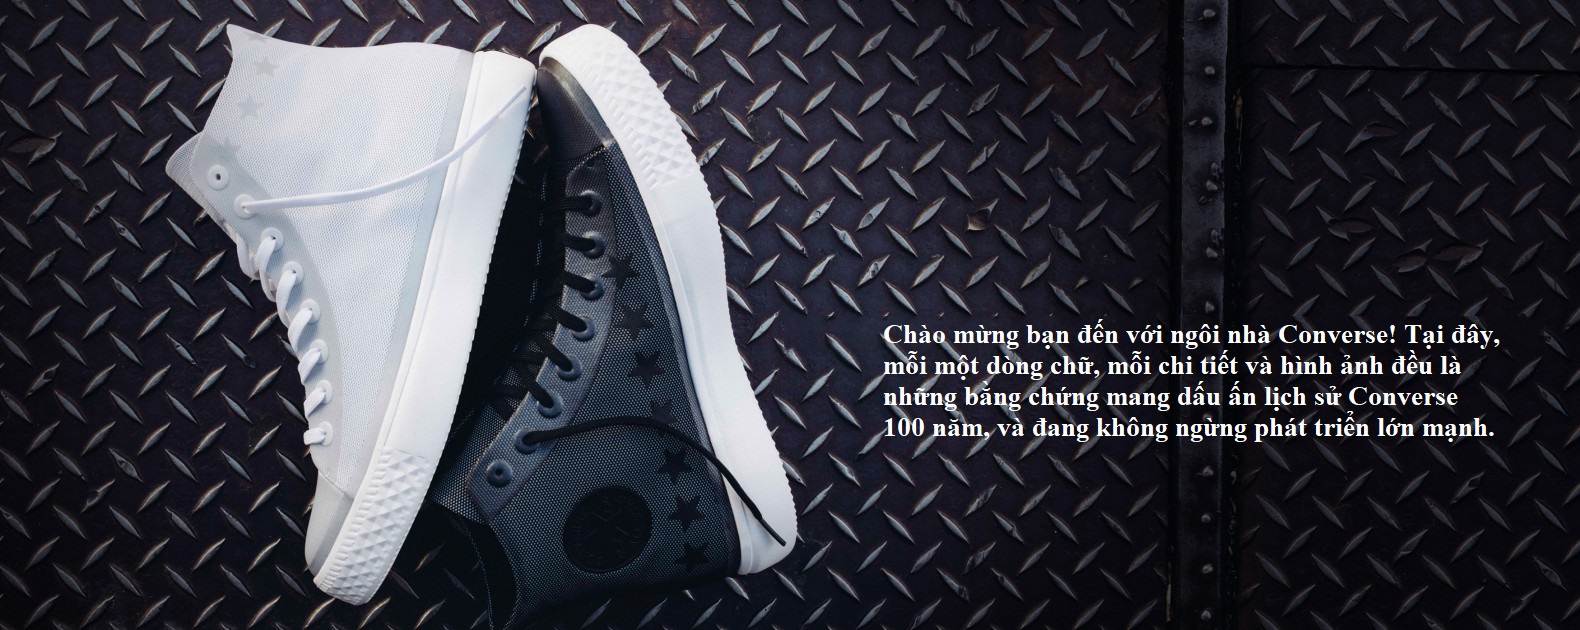 Chào mừng bạn đến với ngôi nhà Converse! Tại đây,
mỗi một dòng chữ, mỗi chi tiết và hình ảnh đều là
những bằng chứng mang dấu ấn lịch sử Converse
100 năm, và đang không ngừng phát triển lớn mạnh.